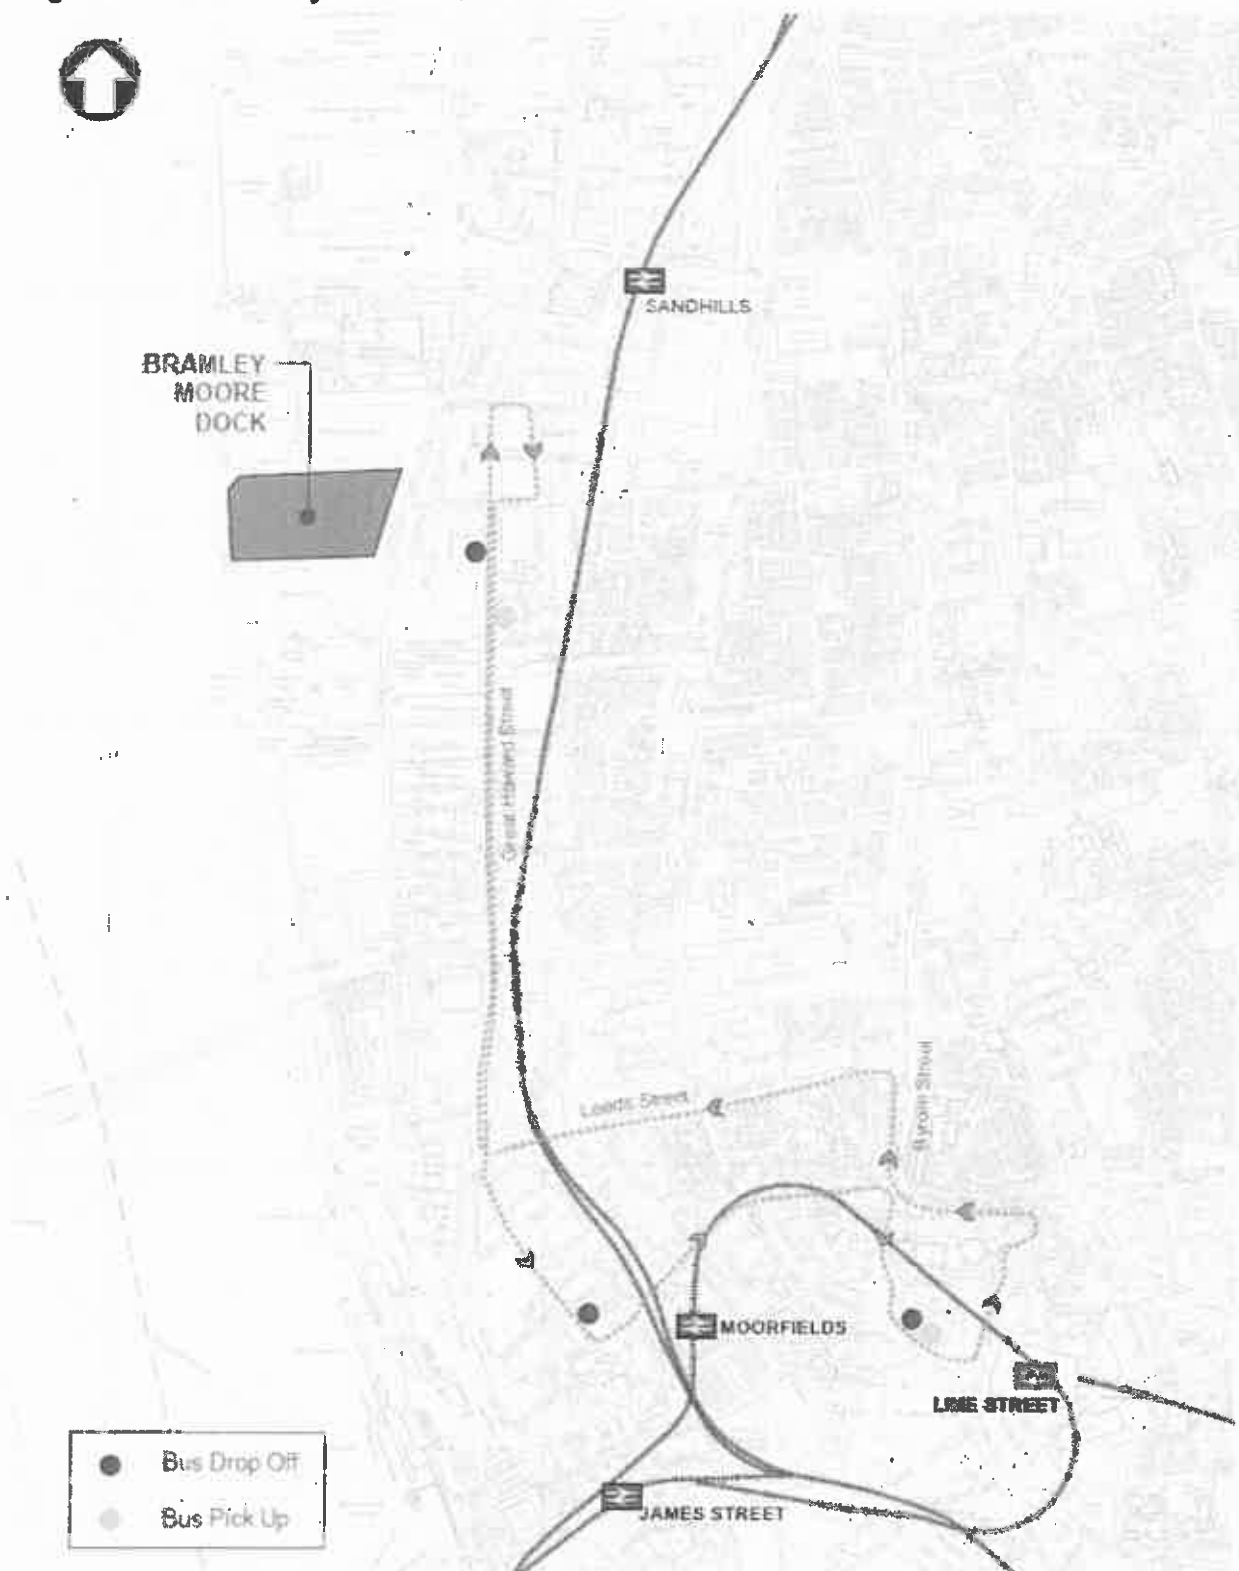 SANDHILLS
BRAMLEY
MOORE
DOCK
Great Howard Street
Leeds Street
Byrom Street
MOORFIELDS
LIME STREET
JAMES STREET
Bus Drop Off
Bus Pick Up